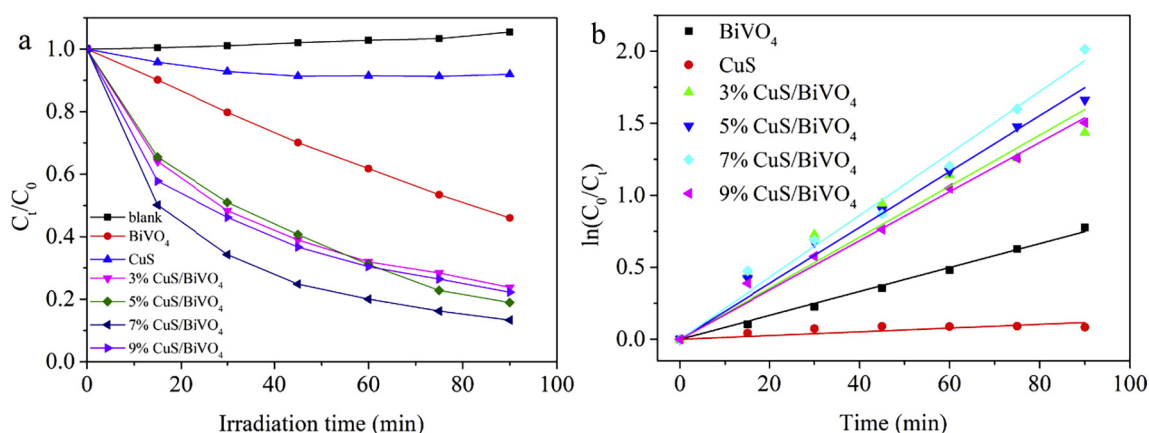 a
1.0
0.8
0.6
0.4
0.2
0.0
Ct/C0
blank
BiVO4
CuS
3% CuS/BiVO4
5% CuS/BiVO4
7% CuS/BiVO4
9% CuS/BiVO4
0 20 40 60 80 100
Irradiation time (min)
b
2.0
1.5
1.0
0.5
0.0
ln(C0/Ct)
BiVO4
CuS
3% CuS/BiVO4
5% CuS/BiVO4
7% CuS/BiVO4
9% CuS/BiVO4
0 20 40 60 80 100
Time (min)